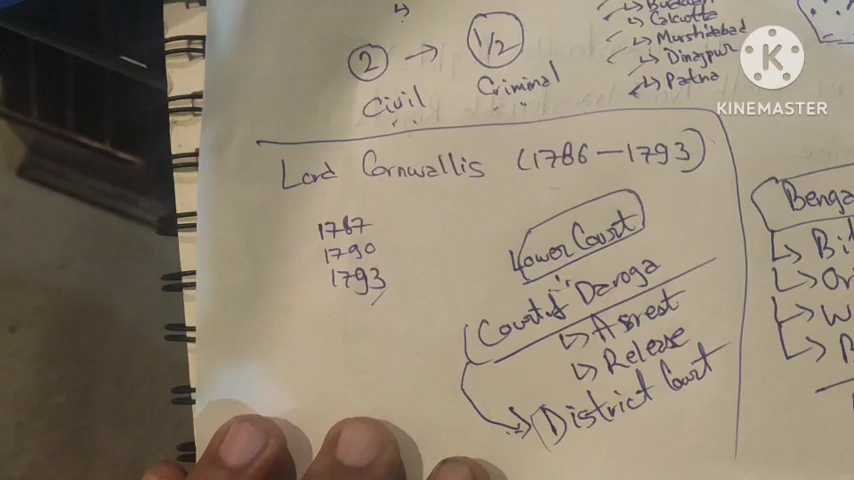 Calcutta
Murshitabad
Dinajpur
Patna
2 → 1/2
Civil
Criminal
KINEMASTER
Lord Cornwallis (1786-1793)
1787
1790
1793
Lower Court
Court of Daroga
Arrest
Release
District Court
Benga
Bi
Or
W